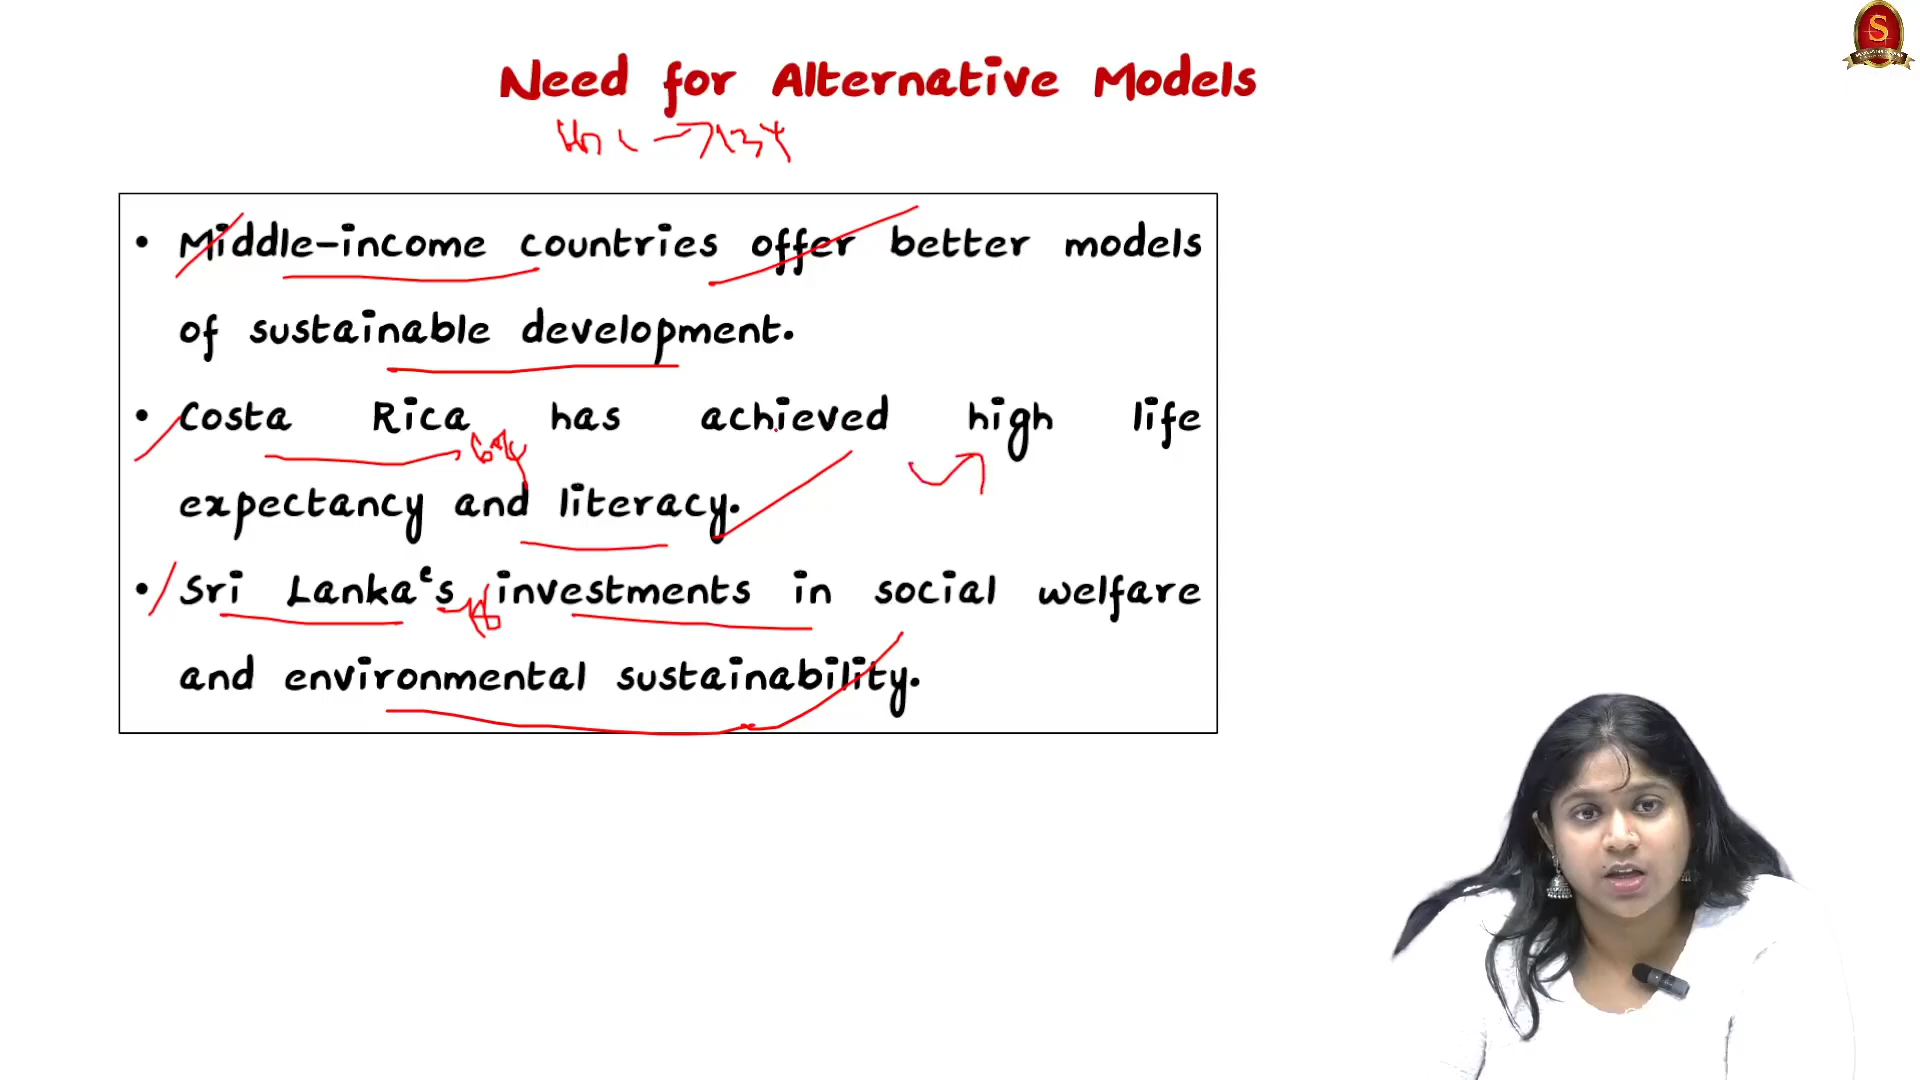 Need for Alternative Models
• Middle-income countries offer better models
of sustainable development.
• Costa Rica has achieved high life
expectancy and literacy.
• Sri Lanka's investments in social welfare
and environmental sustainability.
S